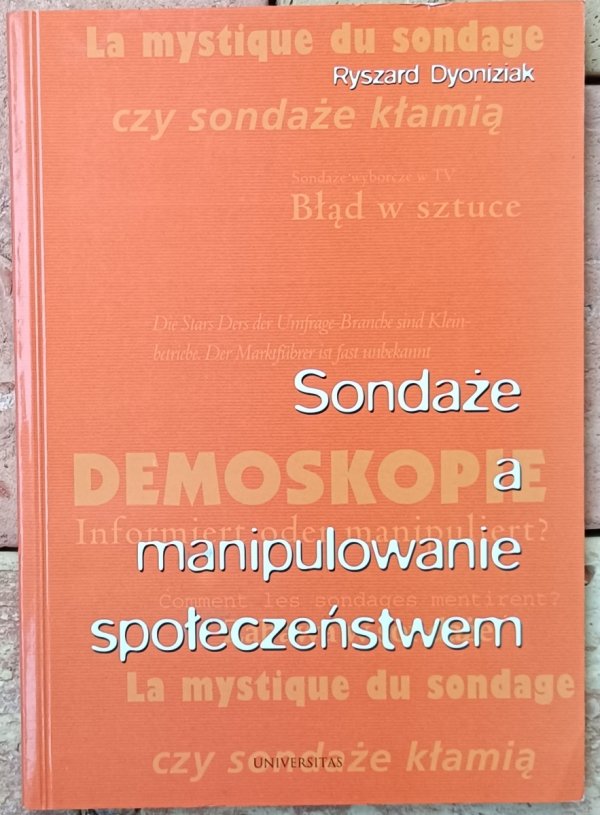 La mystique du sondage
Ryszard Dyoniziak
czy sondaże kłamią
Sondaże wyborcze w TV
Błąd w sztuce
Die Stars Ders der Umfrage-Branche sind Klein-
betriebe. Der Marktführer ist fast unbekannt
Sondaże
DEMOSKOPIE
a
Informiert oder manipuliert?
manipulowanie
Comment les sondages mentirent?
społeczeństwem
La mystique du sondage
czy sondaże kłamią
UNIVERSITAS